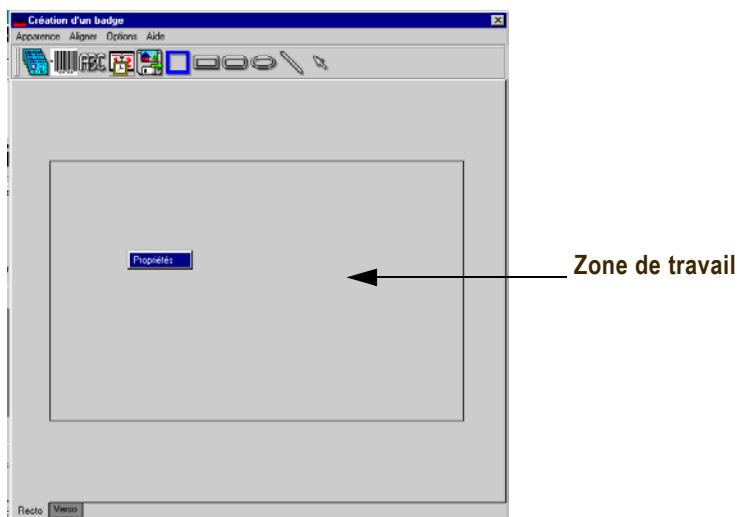 Création d'un badge
Apparence Aligner Options Aide
ABC
Propriétés
Zone de travail
Recto Verso